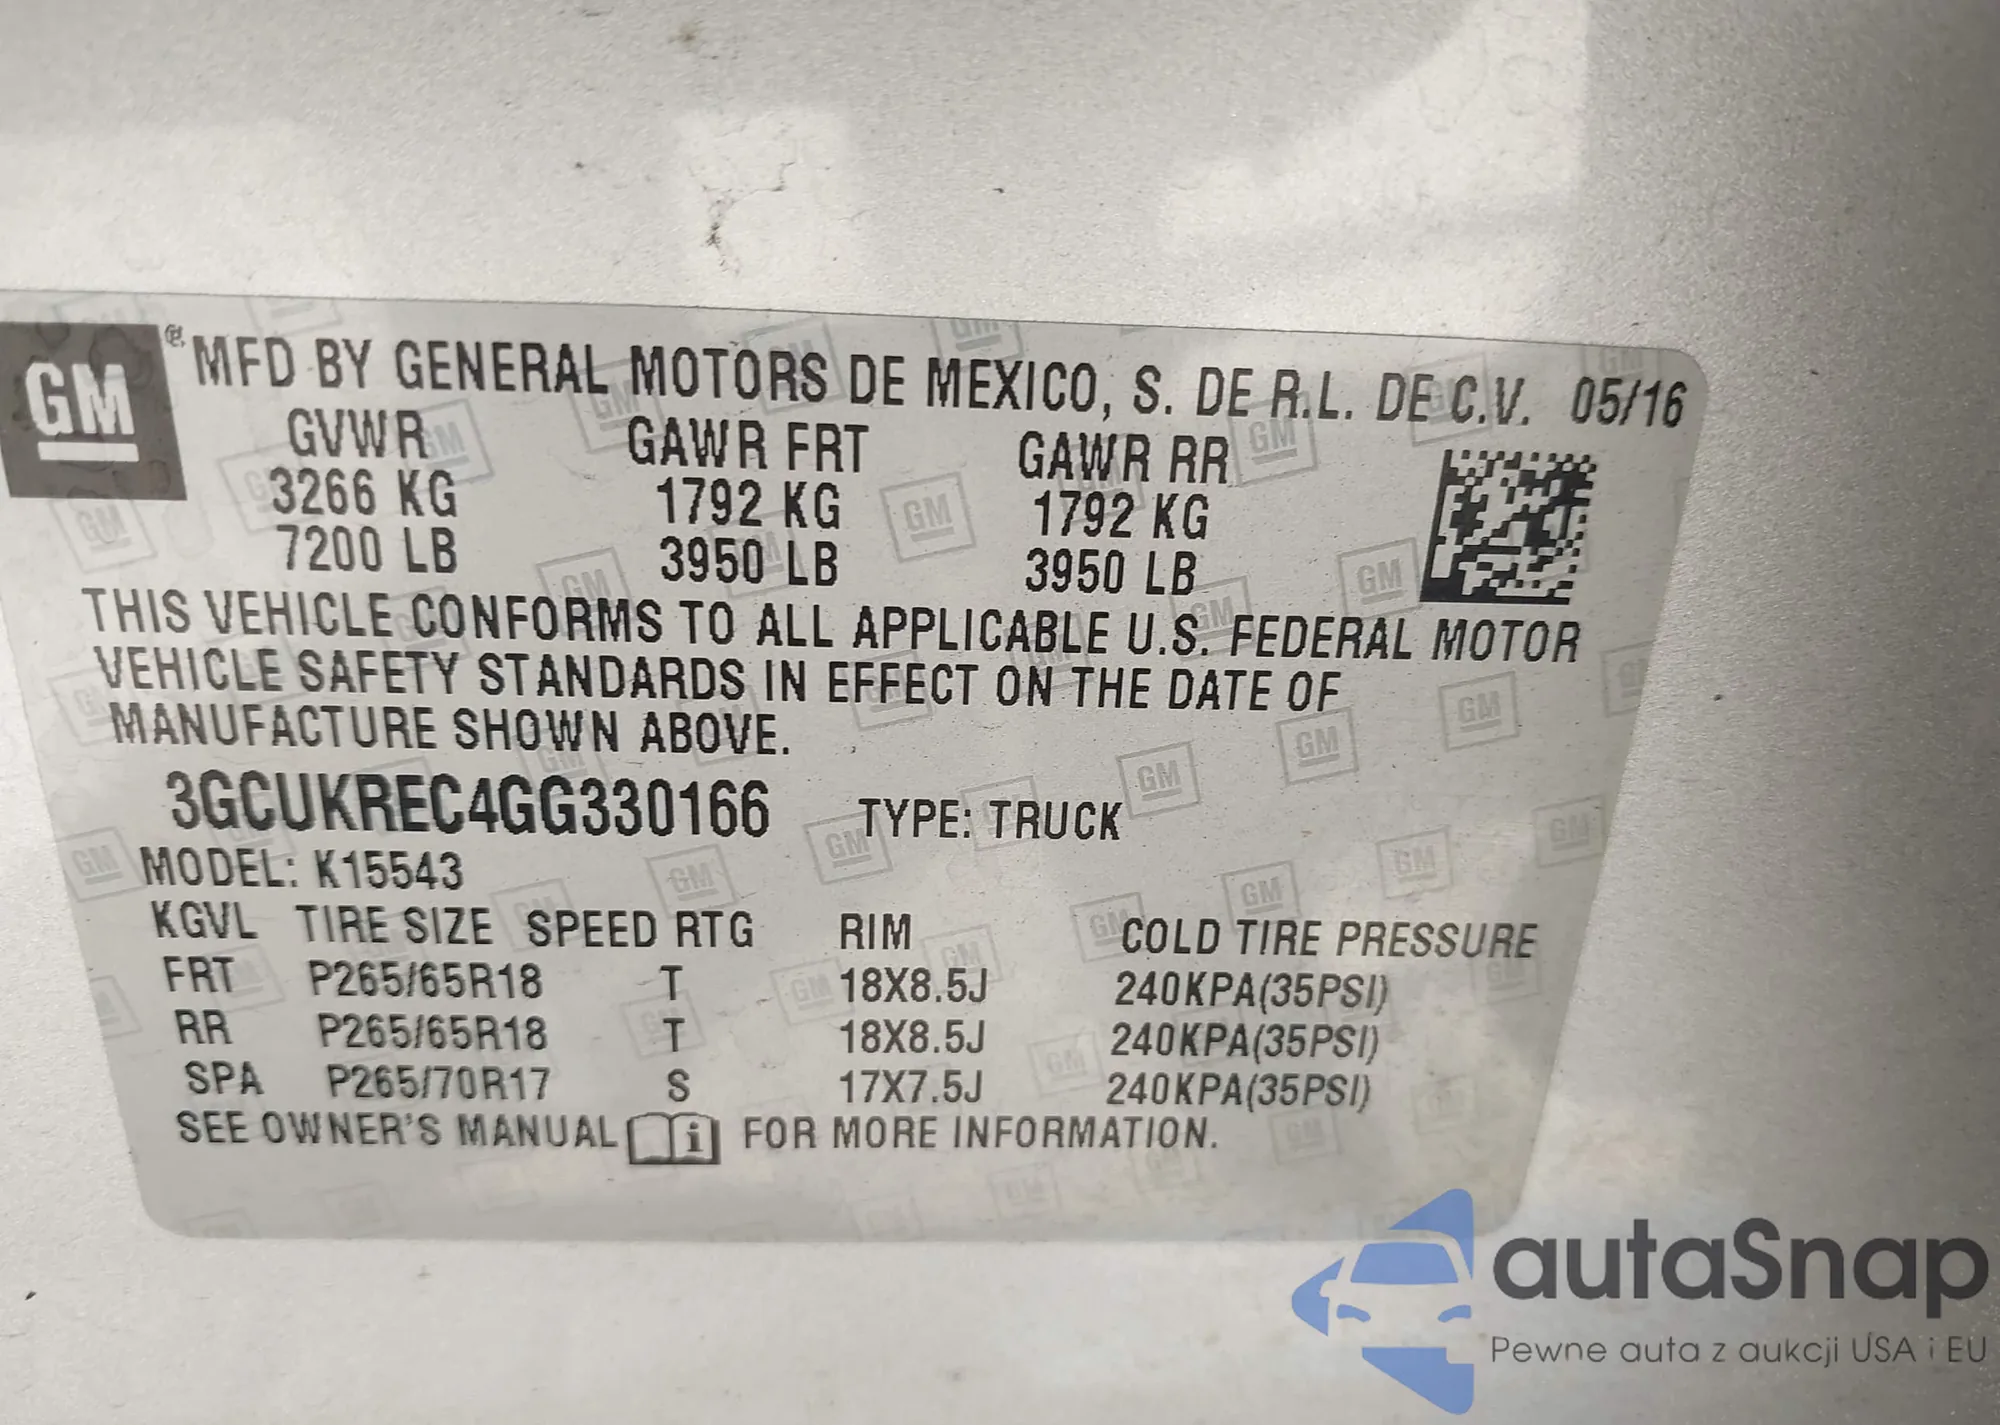 GM
® MFD BY GENERAL MOTORS DE MEXICO, S. DE R.L. DE C.V. 05/16
GVWR GAWR FRT GAWR RR
3266 KG 1792 KG 1792 KG
7200 LB 3950 LB 3950 LB
THIS VEHICLE CONFORMS TO ALL APPLICABLE U.S. FEDERAL MOTOR
VEHICLE SAFETY STANDARDS IN EFFECT ON THE DATE OF
MANUFACTURE SHOWN ABOVE.
3GCUKREC4GG330166 TYPE: TRUCK
MODEL: K15543
KGVL TIRE SIZE SPEED RTG RIM COLD TIRE PRESSURE
FRT P265/65R18 T 18X8.5J 240KPA(35PSI)
RR P265/65R18 T 18X8.5J 240KPA(35PSI)
SPA P265/70R17 S 17X7.5J 240KPA(35PSI)
SEE OWNER'S MANUAL i FOR MORE INFORMATION.
autaSnap
Pewne auta z aukcji USA i EU